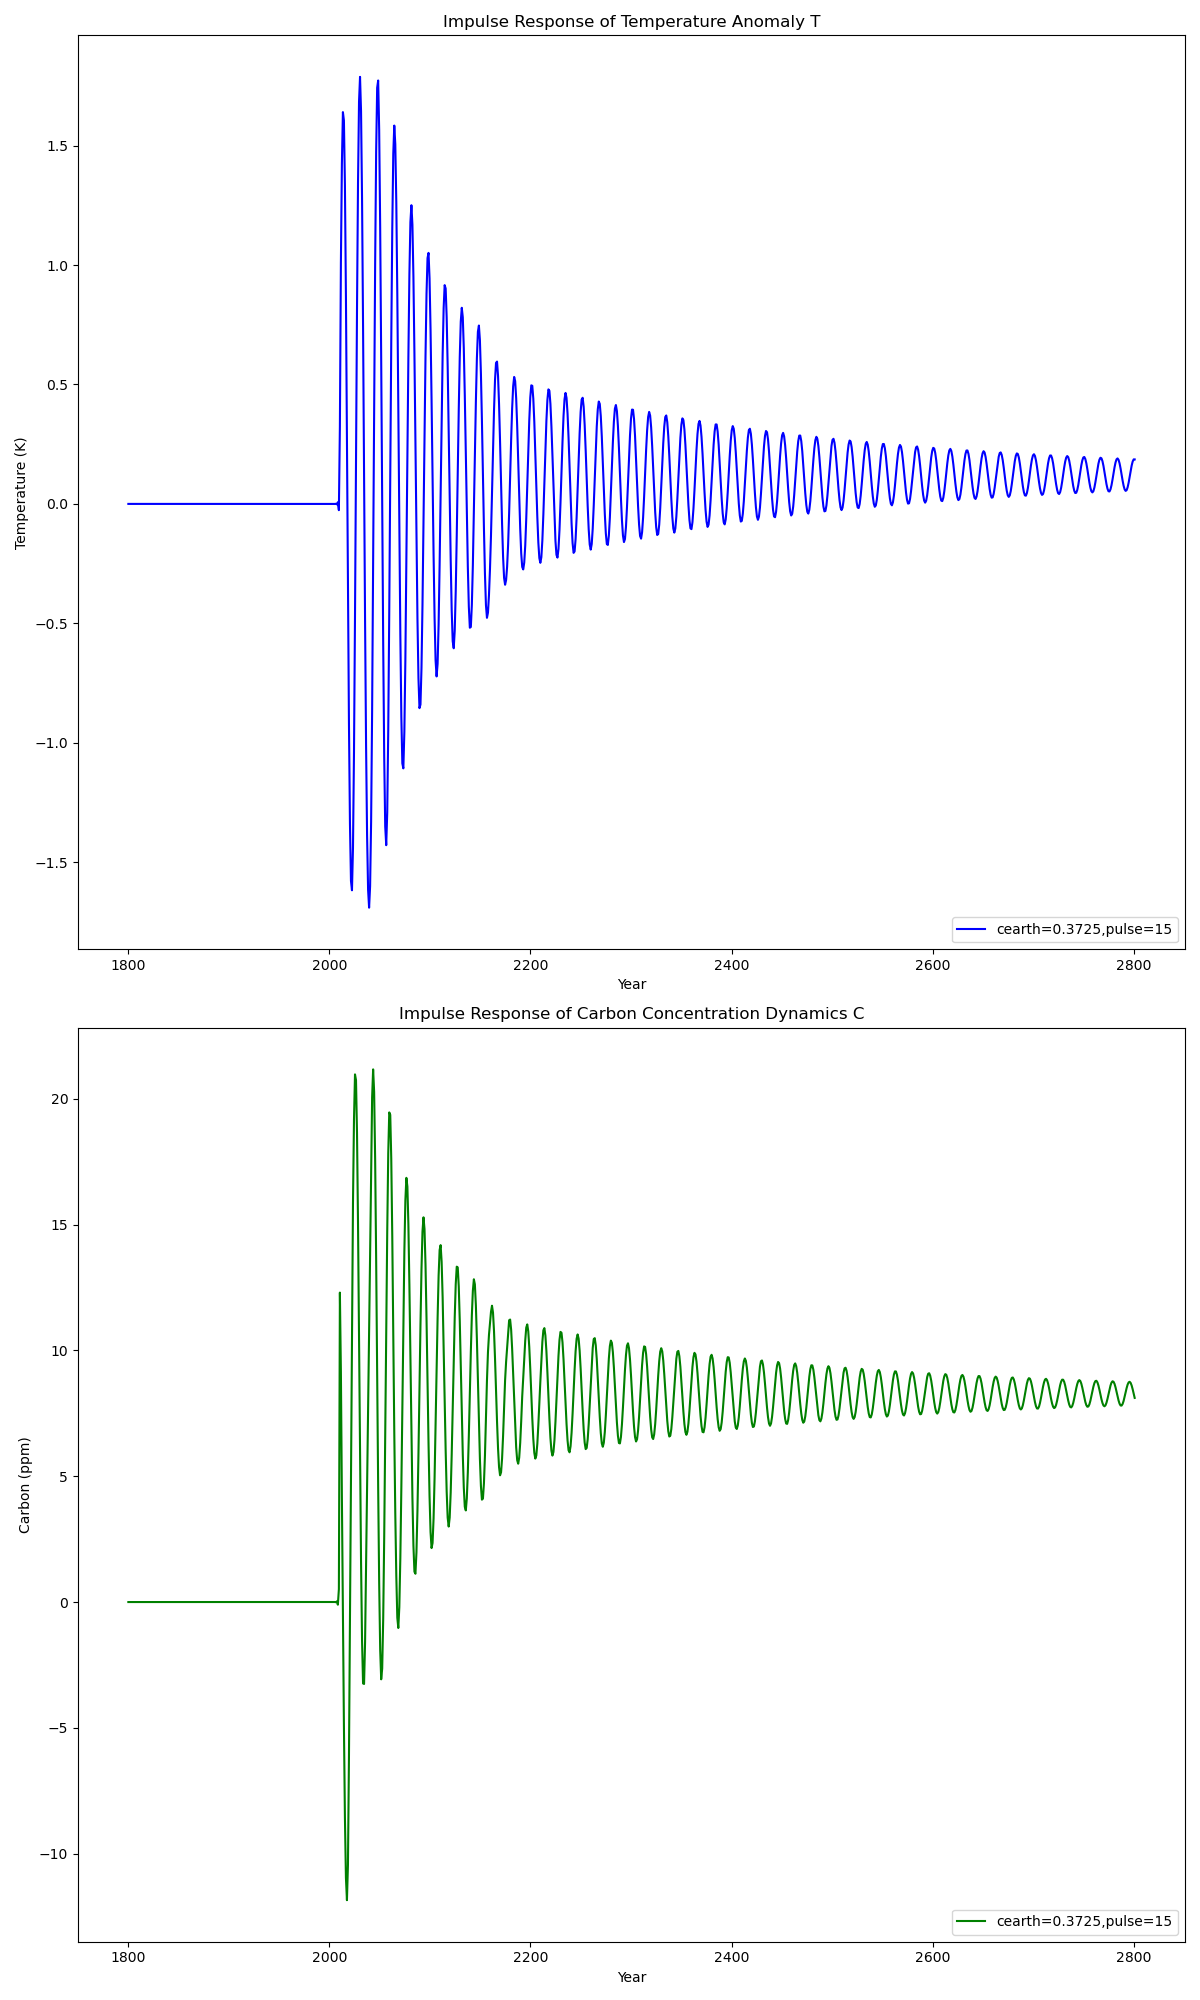 Impulse Response of Temperature Anomaly T
Temperature (K)
1.5
1.0
0.5
0.0
−0.5
−1.0
−1.5
cearth=0.3725,pulse=15
1800 2000 2200 2400 2600 2800
Year
Impulse Response of Carbon Concentration Dynamics C
Carbon (ppm)
20
15
10
5
0
−5
−10
cearth=0.3725,pulse=15
1800 2000 2200 2400 2600 2800
Year